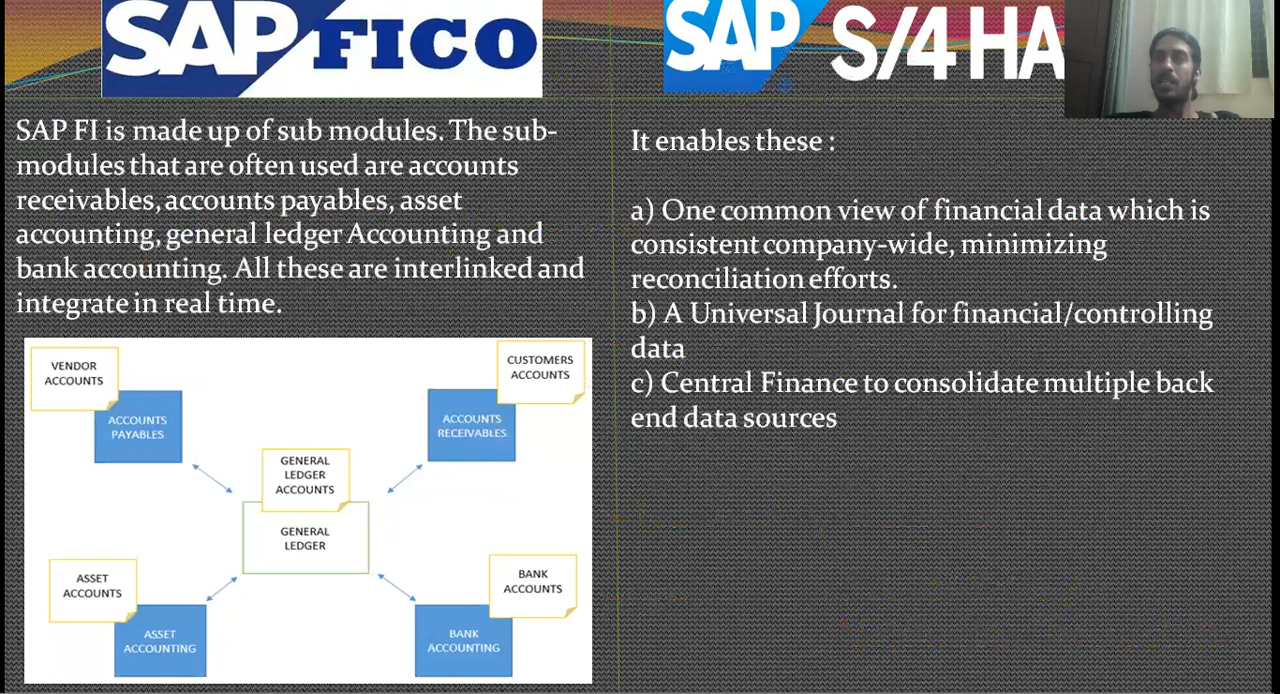 SAP FICO
SAP FI is made up of sub modules. The sub-
modules that are often used are accounts
receivables, accounts payables, asset
accounting, general ledger Accounting and
bank accounting. All these are interlinked and
integrate in real time.
VENDOR
ACCOUNTS
ACCOUNTS
PAYABLES
CUSTOMERS
ACCOUNTS
ACCOUNTS
RECEIVABLES
GENERAL
LEDGER
ACCOUNTS
GENERAL
LEDGER
ASSET
ACCOUNTS
ASSET
ACCOUNTING
BANK
ACCOUNTS
BANK
ACCOUNTING
SAP S/4 HA
It enables these :
a) One common view of financial data which is
consistent company-wide, minimizing
reconciliation efforts.
b) A Universal Journal for financial/controlling
data
c) Central Finance to consolidate multiple back
end data sources